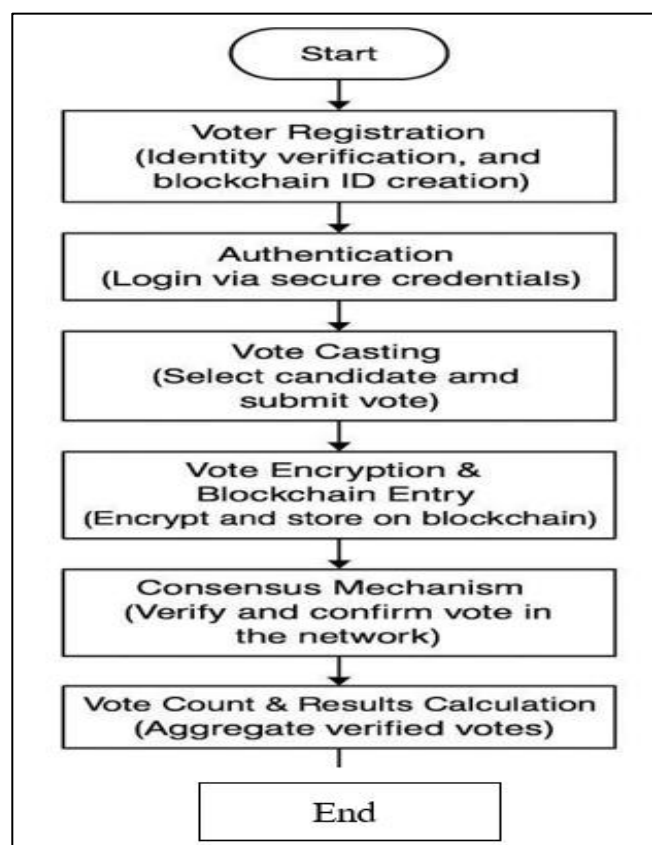 Start
Voter Registration
(Identity verification, and
blockchain ID creation)
Authentication
(Login via secure credentials)
Vote Casting
(Select candidate amd
submit vote)
Vote Encryption &
Blockchain Entry
(Encrypt and store on blockchain)
Consensus Mechanism
(Verify and confirm vote in
the network)
Vote Count & Results Calculation
(Aggregate verified votes)
End